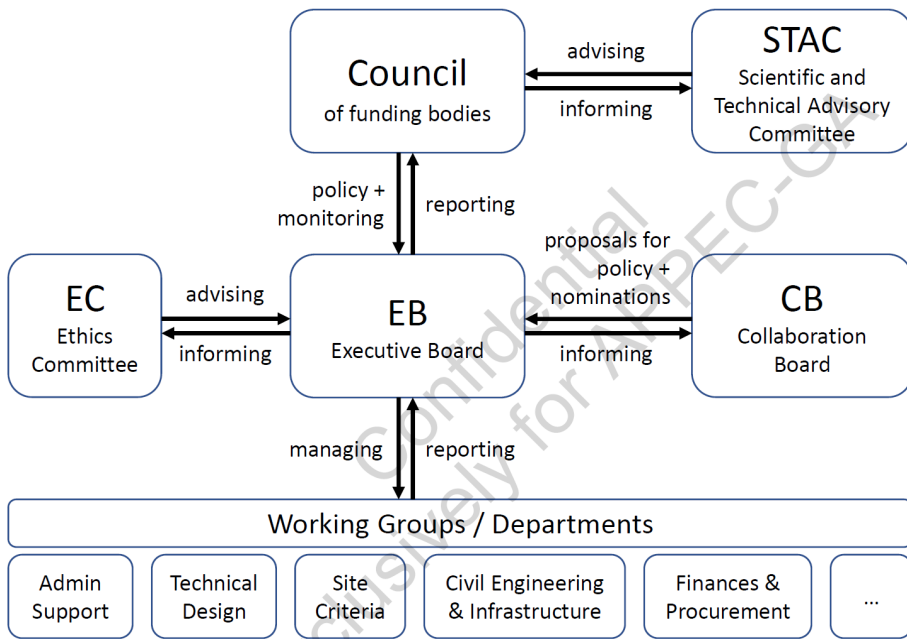 Council
of funding bodies
advising
informing
STAC
Scientific and
Technical Advisory
Committee
policy +
monitoring
reporting
EC
Ethics
Committee
advising
informing
EB
Executive Board
proposals for
policy +
nominations
informing
CB
Collaboration
Board
managing
reporting
Working Groups / Departments
Admin
Support
Technical
Design
Site
Criteria
Civil Engineering
& Infrastructure
Finances &
Procurement
...
Confidential
clusively for APPEC-GA